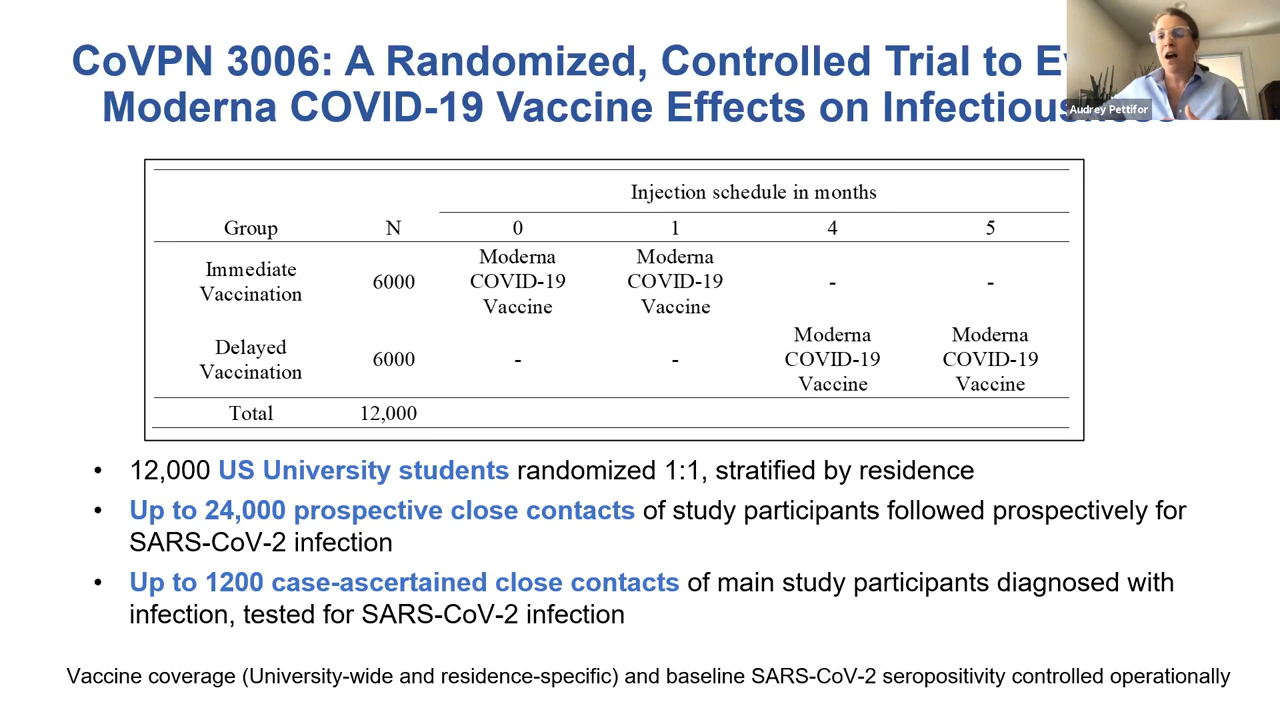 CoVPN 3006: A Randomized, Controlled Trial to
Moderna COVID-19 Vaccine Effects on
Audrey Pettifor
Injection schedule in months
Group N 0 1 4 5
Immediate Vaccination 6000 Moderna COVID-19 Vaccine Moderna COVID-19 Vaccine - -
Delayed Vaccination 6000 - - Moderna COVID-19 Vaccine Moderna COVID-19 Vaccine
Total 12,000
• 12,000 US University students randomized 1:1, stratified by residence
• Up to 24,000 prospective close contacts of study participants followed prospectively for
SARS-CoV-2 infection
• Up to 1200 case-ascertained close contacts of main study participants diagnosed with
infection, tested for SARS-CoV-2 infection
Vaccine coverage (University-wide and residence-specific) and baseline SARS-CoV-2 seropositivity controlled operationally